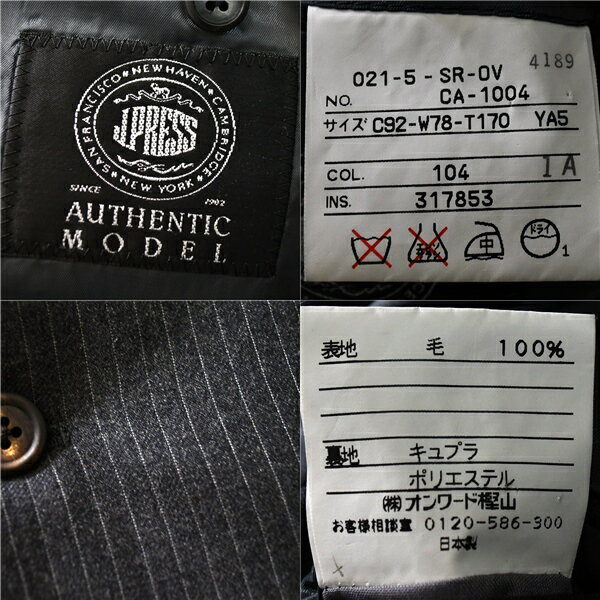 SAN FRANCISCO ★ NEW HAVEN ★ CAMBRIDGE ★ NEW YORK ★
J.PRESS
SINCE 1902
AUTHENTIC
MODEL
4189
021-5-SR-OV
NO. CA-1004
サイズ C92-W78-T170 YA5
COL. 104 1A
INS. 317853
中
ドライ
1
表地 毛 100%
裏地 キュプラ
ポリエステル
㈱オンワード樫山
お客様相談室 0120-586-300
日本製